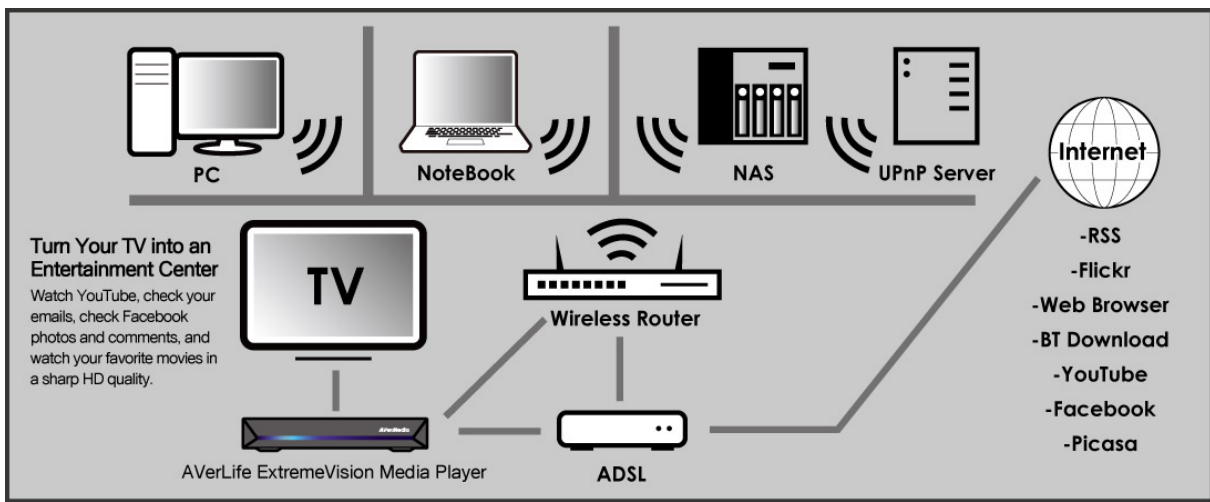 PC
NoteBook
NAS
UPnP Server
Internet
-RSS
-Flickr
-Web Browser
-BT Download
-YouTube
-Facebook
-Picasa
Turn Your TV into an
Entertainment Center
Watch YouTube, check your
emails, check Facebook
photos and comments, and
watch your favorite movies in
a sharp HD quality.
TV
Wireless Router
AVerMedia
AVerLife ExtremeVision Media Player
ADSL